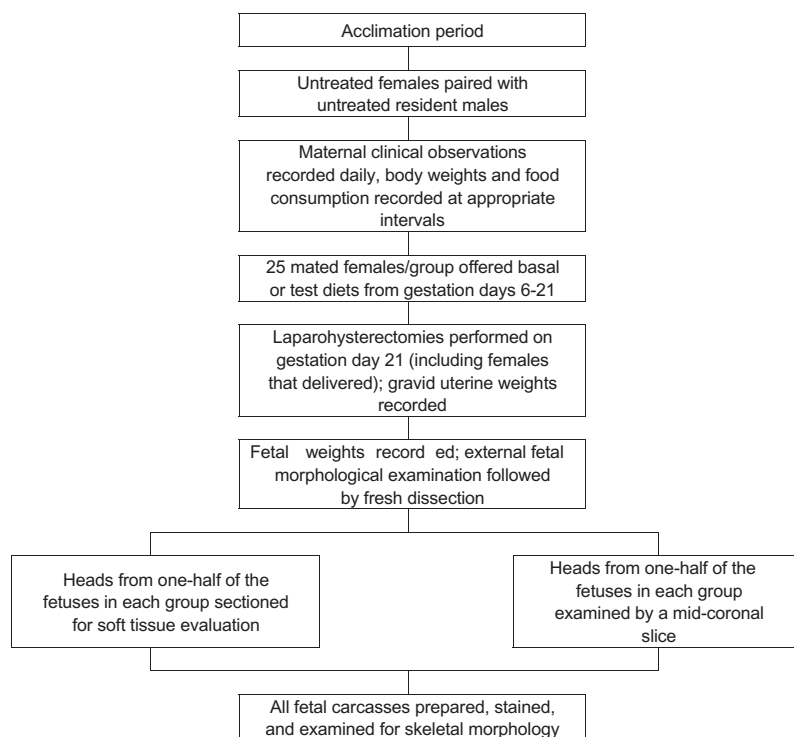 Acclimation period
Untreated females paired with
untreated resident males
Maternal clinical observations
recorded daily, body weights and food
consumption recorded at appropriate
intervals
25 mated females/group offered basal
or test diets from gestation days 6-21
Laparohysterectomies performed on
gestation day 21 (including females
that delivered); gravid uterine weights
recorded
Fetal weights record ed; external fetal
morphological examination followed
by fresh dissection
Heads from one-half of the
fetuses in each group sectioned
for soft tissue evaluation
Heads from one-half of the
fetuses in each group
examined by a mid-coronal
slice
All fetal carcasses prepared, stained,
and examined for skeletal morphology